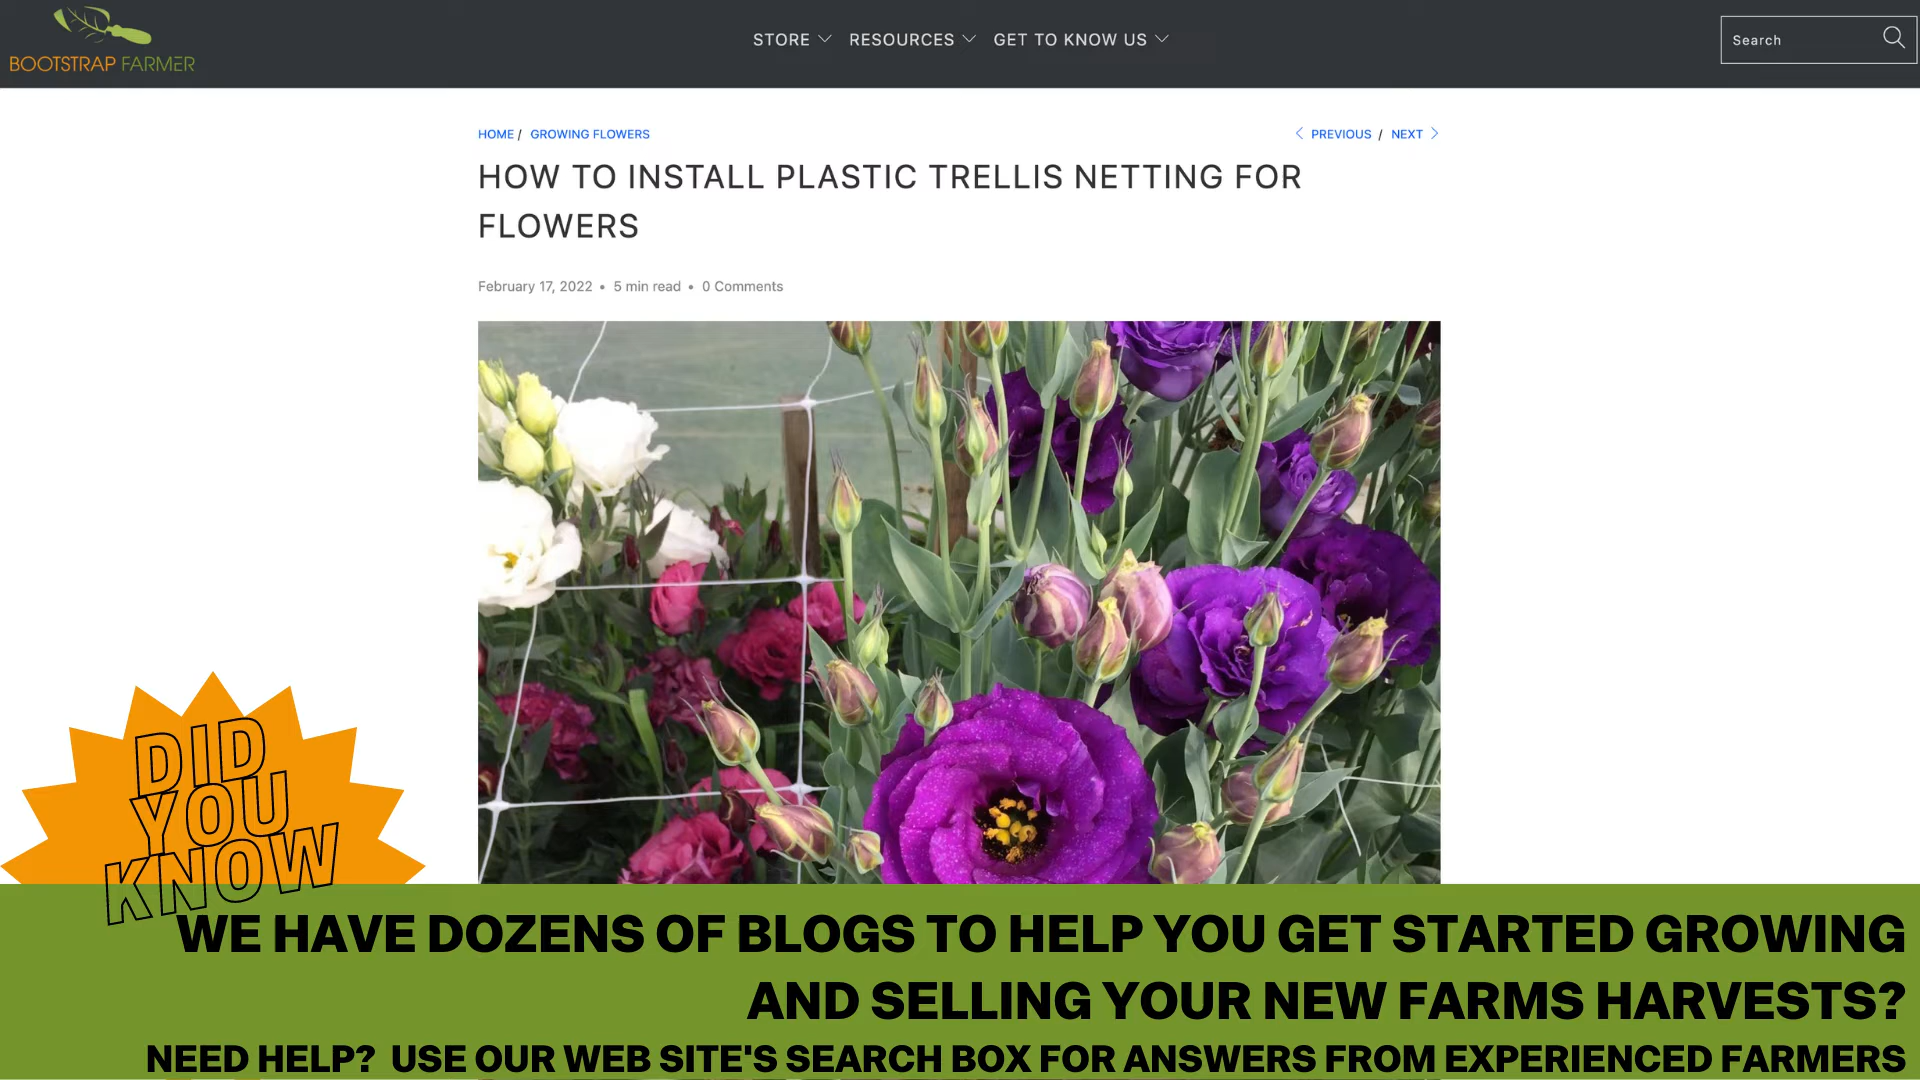 BOOTSTRAP FARMER
STORE RESOURCES GET TO KNOW US
Search
HOME / GROWING FLOWERS
PREVIOUS / NEXT
HOW TO INSTALL PLASTIC TRELLIS NETTING FOR
FLOWERS
February 17, 2022 • 5 min read • 0 Comments
DID
YOU
KNOW
WE HAVE DOZENS OF BLOGS TO HELP YOU GET STARTED GROWING
AND SELLING YOUR NEW FARMS HARVESTS?
NEED HELP? USE OUR WEB SITE'S SEARCH BOX FOR ANSWERS FROM EXPERIENCED FARMERS